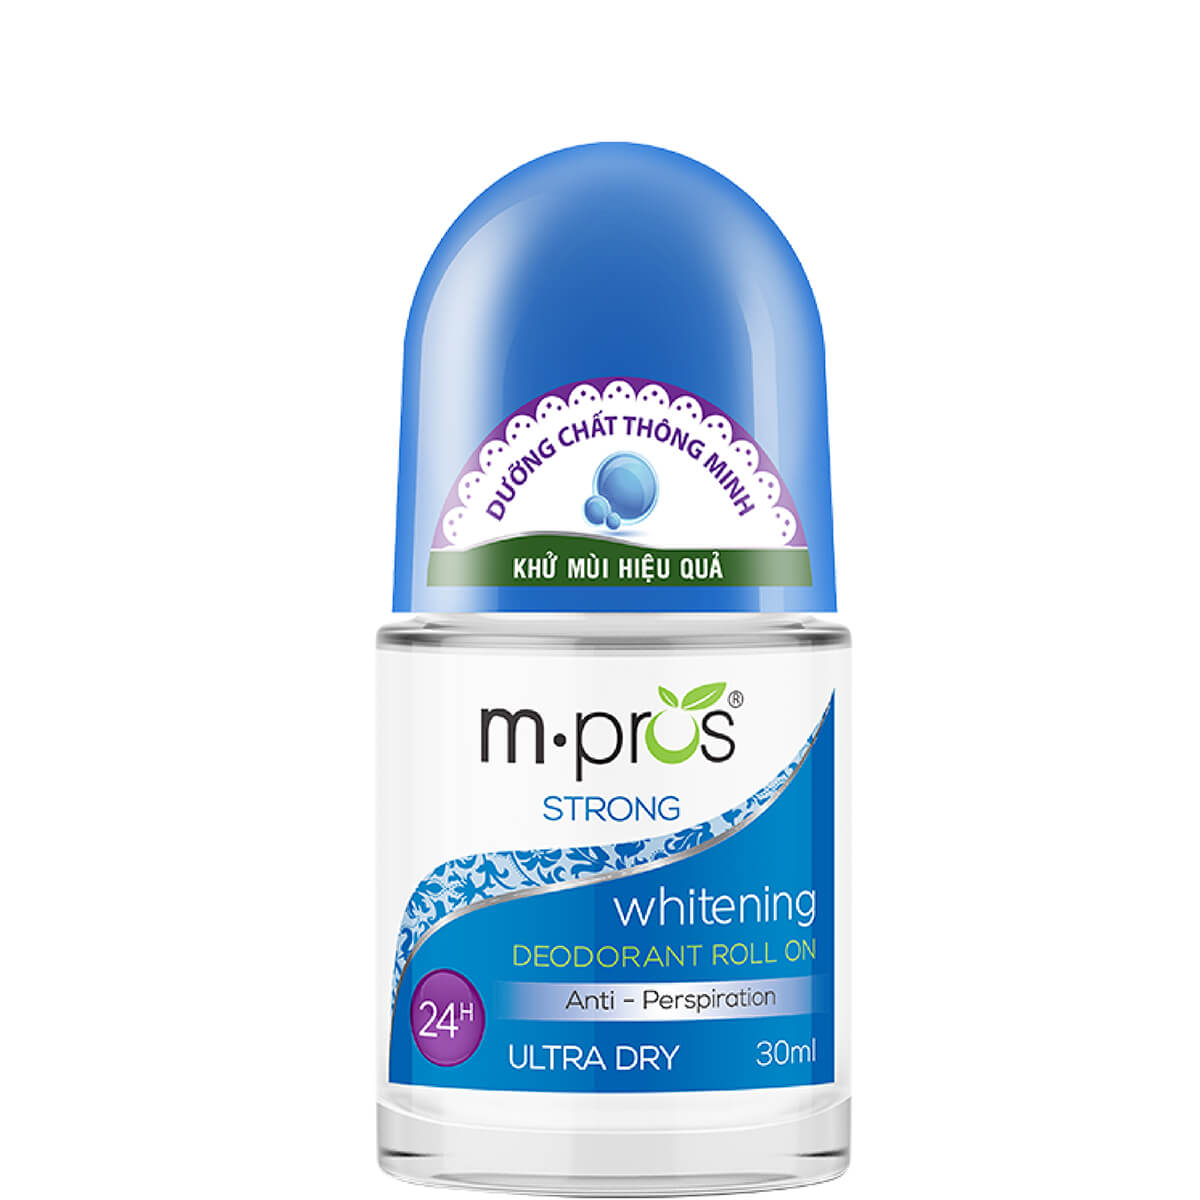 DƯỠNG CHẤT THÔNG MINH
KHỬ MÙI HIỆU QUẢ
m·pros®
STRONG
whitening
DEODORANT ROLL ON
Anti - Perspiration
24H
ULTRA DRY
30ml